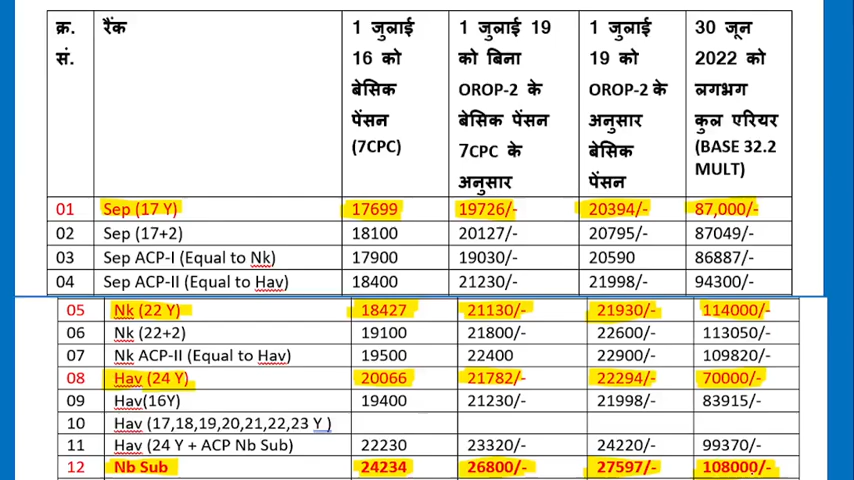 क्र. सं. रैंक 1 जुलाई 16 को बेसिक पेंसन (7CPC) 1 जुलाई 19 को बिना OROP-2 के बेसिक पेंसन 7CPC के अनुसार 1 जुलाई 19 को OROP-2 के अनुसार बेसिक पेंसन 30 जून 2022 को लगभग कुल एरियर (BASE 32.2 MULT)
01 Sep (17 Y) 17699 19726/- 20394/- 87,000/-
02 Sep (17+2) 18100 20127/- 20795/- 87049/-
03 Sep ACP-I (Equal to Nk) 17900 19030/- 20590 86887/-
04 Sep ACP-II (Equal to Hav) 18400 21230/- 21998/- 94300/-
05 Nk (22 Y) 18427 21130/- 21930/- 114000/-
06 Nk (22+2) 19100 21800/- 22600/- 113050/-
07 Nk ACP-II (Equal to Hav) 19500 22400 22900/- 109820/-
08 Hav (24 Y) 20066 21782/- 22294/- 70000/-
09 Hav(16Y) 19400 21230/- 21998/- 83915/-
10 Hav (17,18,19,20,21,22,23 Y )
11 Hav (24 Y + ACP Nb Sub) 22230 23320/- 24220/- 99370/-
12 Nb Sub 24234 26800/- 27597/- 108000/-